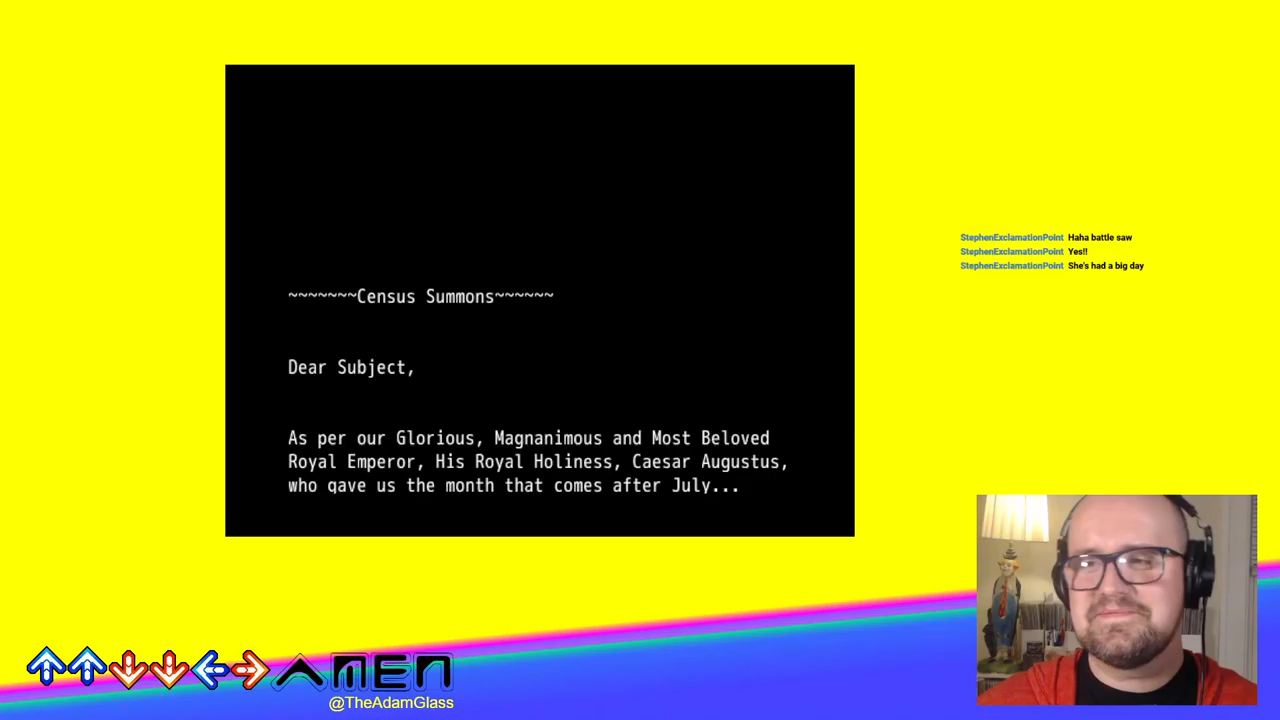 ~~~~~~~Census Summons~~~~~~
Dear Subject,
As per our Glorious, Magnanimous and Most Beloved
Royal Emperor, His Royal Holiness, Caesar Augustus,
who gave us the month that comes after July...
StephenExclamationPoint Haha battle saw
StephenExclamationPoint Yes!!
StephenExclamationPoint She's had a big day
AMEN
@TheAdamGlass